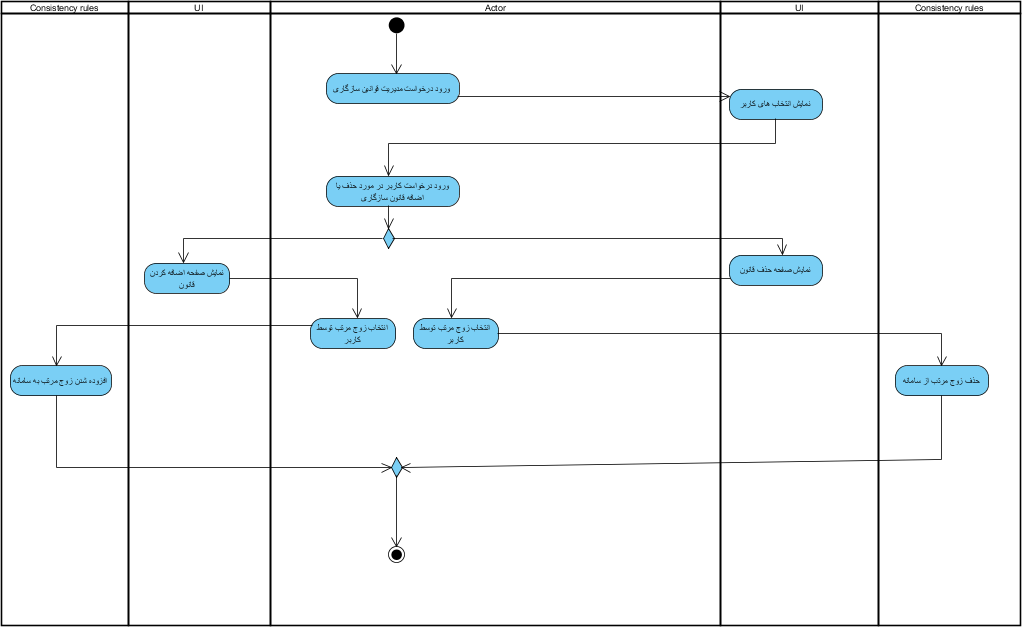 Consistency rules
UI
Actor
UI
Consistency rules
ورود درخواست مدیریت قوانین سازگاری
نمایش انتخاب های کاربر
ورود درخواست کاربر در مورد حذف یا
اضافه قانون سازگاری
نمایش صفحه اضافه کردن
قانون
نمایش صفحه حذف قانون
انتخاب زوج مرتب توسط
کاربر
انتخاب زوج مرتب توسط
کاربر
افزوده شدن زوج مرتب به سامانه
حذف زوج مرتب از سامانه